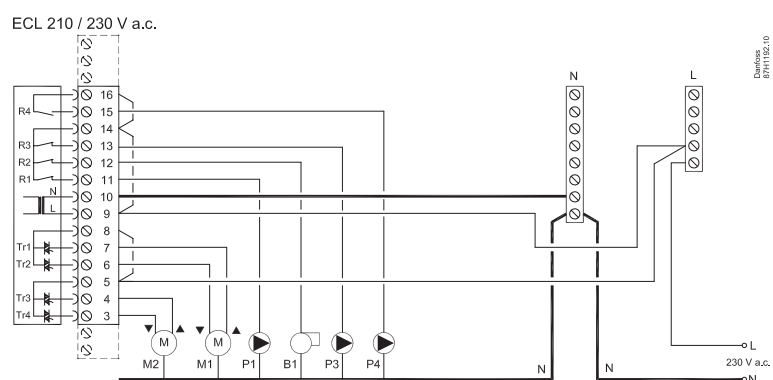 ECL 210 / 230 V a.c.
Danfoss
87H1192.10
N
L
16
R4
15
14
R3
13
R2
12
R1
11
N
10
L
9
8
Tr1
7
Tr2
6
5
Tr3
4
Tr4
3
M
M
M2
M1
P1
B1
P3
P4
N
N
L
230 V a.c.
N